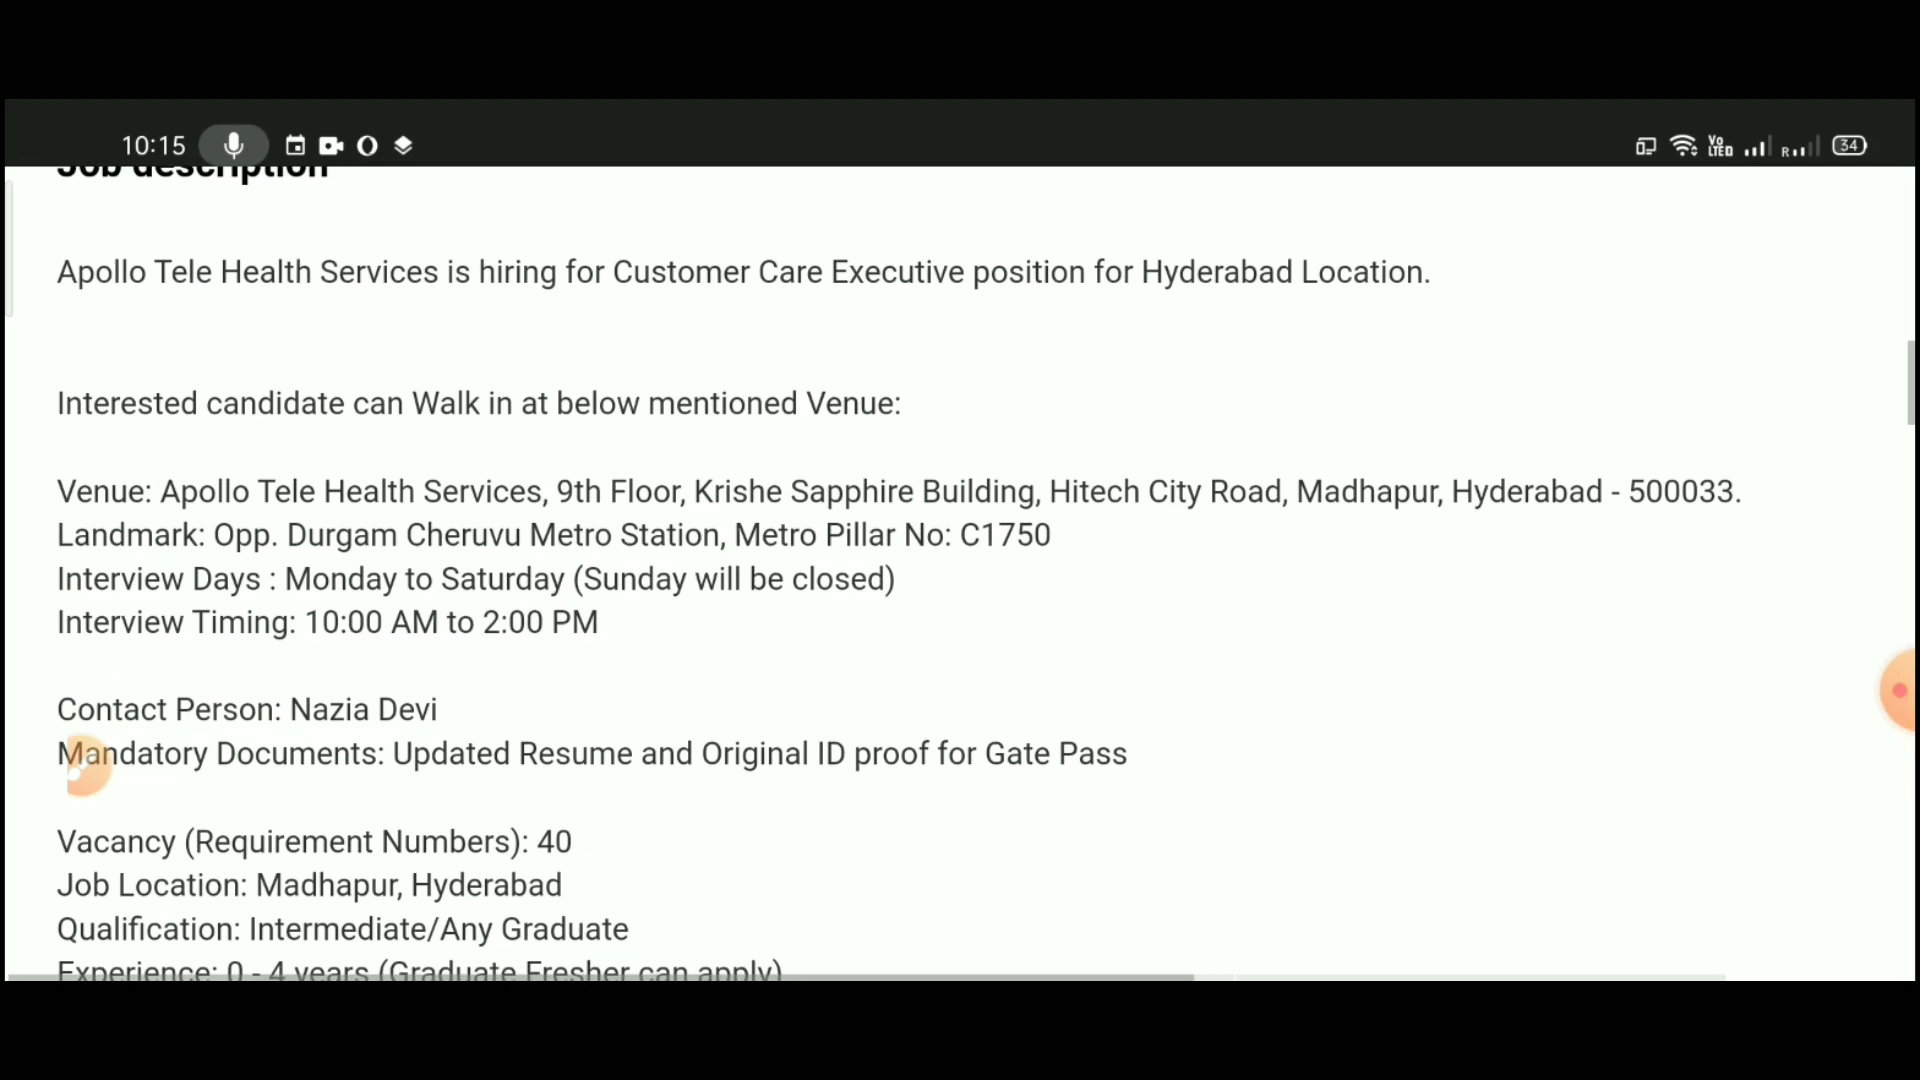 10:15
Vo
LTED
R
34
Job description
Apollo Tele Health Services is hiring for Customer Care Executive position for Hyderabad Location.
Interested candidate can Walk in at below mentioned Venue:
Venue: Apollo Tele Health Services, 9th Floor, Krishe Sapphire Building, Hitech City Road, Madhapur, Hyderabad - 500033.
Landmark: Opp. Durgam Cheruvu Metro Station, Metro Pillar No: C1750
Interview Days : Monday to Saturday (Sunday will be closed)
Interview Timing: 10:00 AM to 2:00 PM
Contact Person: Nazia Devi
Mandatory Documents: Updated Resume and Original ID proof for Gate Pass
Vacancy (Requirement Numbers): 40
Job Location: Madhapur, Hyderabad
Qualification: Intermediate/Any Graduate
Experience: 0 - 4 years (Graduate Fresher can apply)